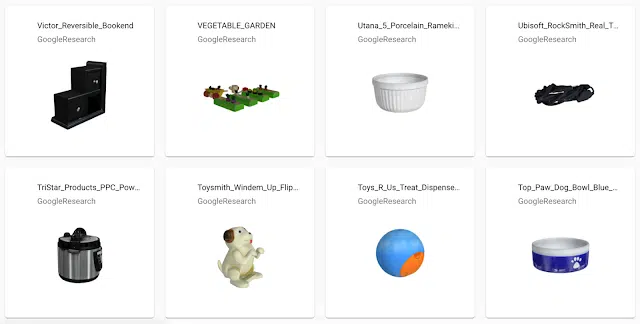 Victor_Reversible_Bookend
GoogleResearch
VEGETABLE_GARDEN
GoogleResearch
Utana_5_Porcelain_Rameki...
GoogleResearch
Ubisoft_RockSmith_Real_T...
GoogleResearch
TriStar_Products_PPC_Pow...
GoogleResearch
Toysmith_Windem_Up_Flip...
GoogleResearch
Toys_R_Us_Treat_Dispense...
GoogleResearch
Top_Paw_Dog_Bowl_Blue_...
GoogleResearch